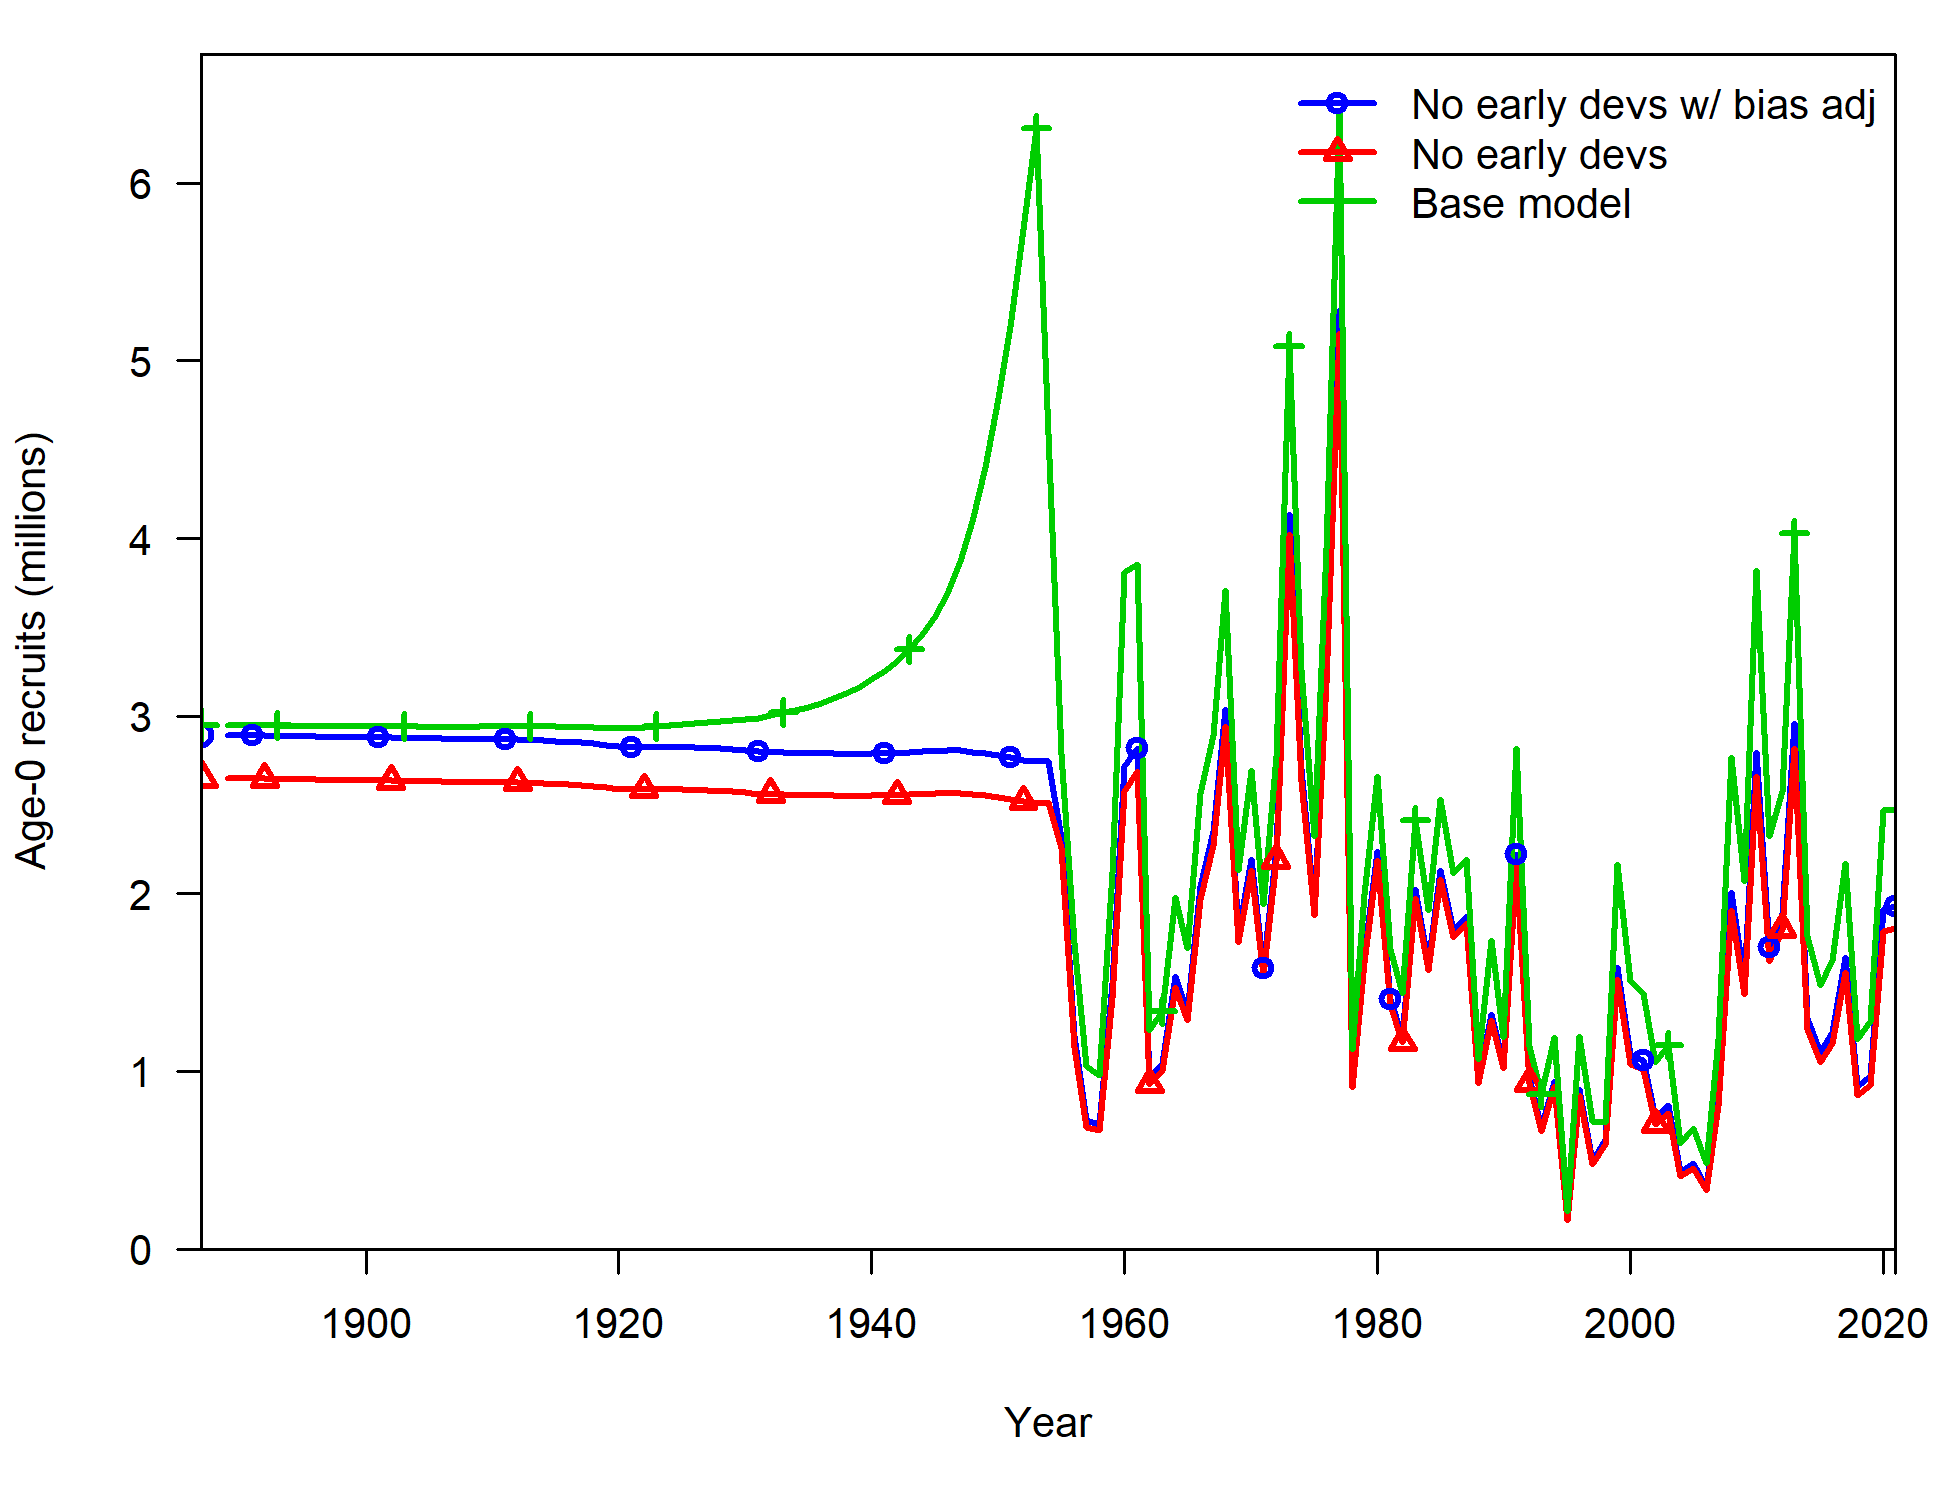 No early devs w/ bias adj
No early devs
Base model
Age-0 recruits (millions)
6
5
4
3
2
1
0
1900 1920 1940 1960 1980 2000 2020
Year